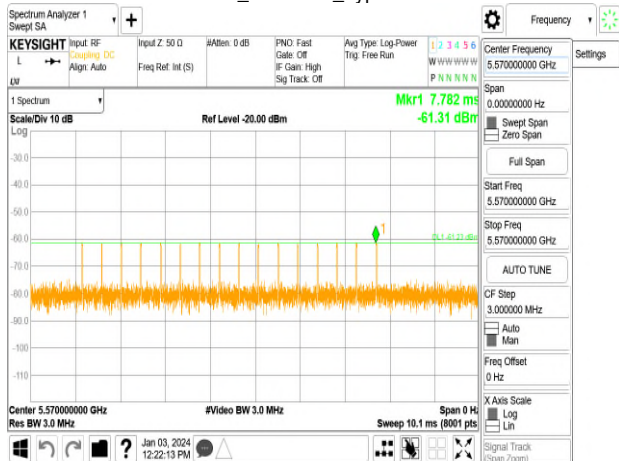 Spectrum Analyzer 1
Swept SA
Frequency
KEYSIGHT
L
Input: RF
Coupling: DC
Align: Auto
Input Z: 50 Ω
Freq Ref: Int (S)
#Atten: 0 dB
PNO: Fast
Gate: Off
IF Gain: High
Sig Track: Off
Avg Type: Log-Power
Trig: Free Run
1 2 3 4 5 6
W W W W W W
P N N N N N
1 Spectrum
Scale/Div 10 dB
Log
Ref Level -20.00 dBm
Mkr1 7.782 ms
-61.31 dBm
1
-30.0
-40.0
-50.0
-60.0
-70.0
-80.0
-90.0
-100
-110
Center 5.570000000 GHz
Res BW 3.0 MHz
#Video BW 3.0 MHz
Span 0 Hz
Sweep 10.1 ms (8001 pts)
Jan 03, 2024
12:22:13 PM
Center Frequency
5.570000000 GHz
Settings
Span
0.00000000 Hz
Swept Span
Zero Span
Full Span
Start Freq
5.570000000 GHz
Stop Freq
5.570000000 GHz
AUTO TUNE
CF Step
3.000000 MHz
Auto
Man
Freq Offset
0 Hz
X Axis Scale
Log
Lin
Signal Track
(Span Zoom)